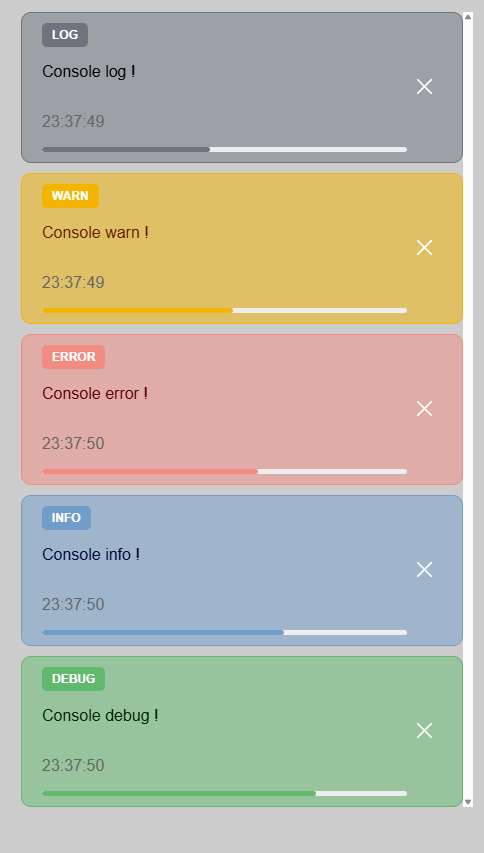 LOG
Console log !
23:37:49
WARN
Console warn !
23:37:49
ERROR
Console error !
23:37:50
INFO
Console info !
23:37:50
DEBUG
Console debug !
23:37:50